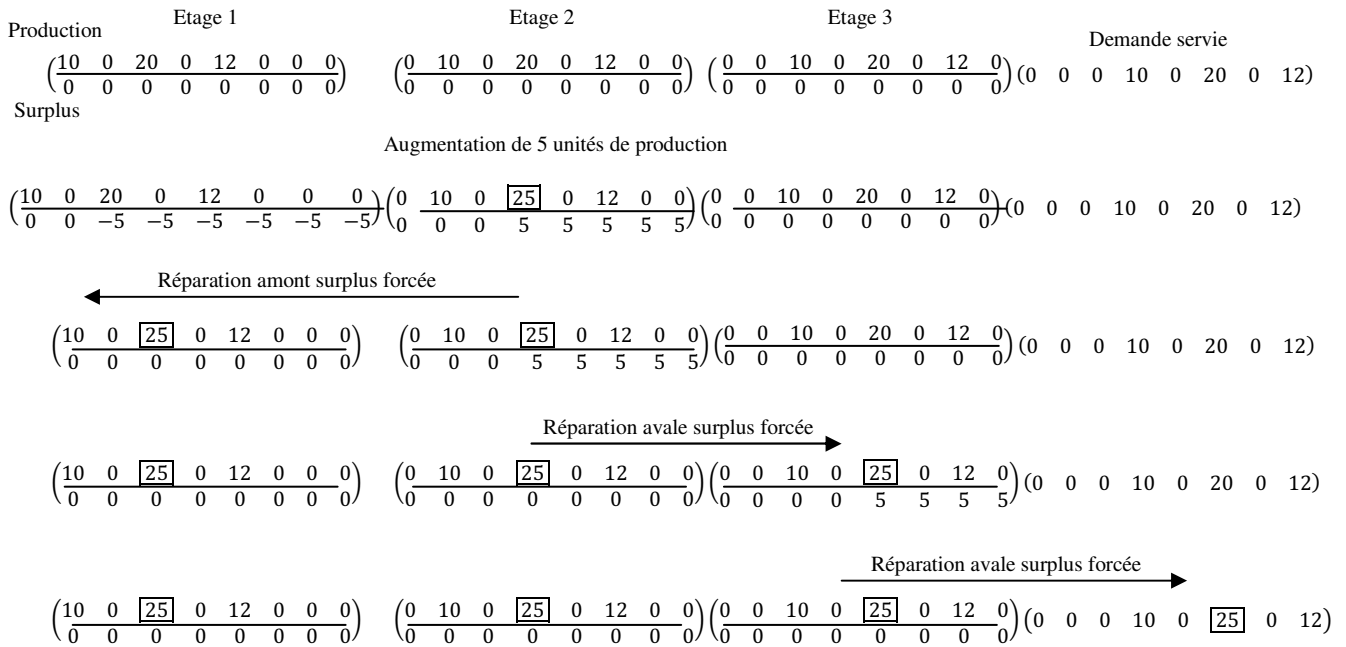 Etage 1 Etage 2 Etage 3
Production
Demande servie
(10 0 20 0 12 0 0 0) (0 10 0 20 0 12 0 0) (0 0 10 0 20 0 12 0) (0 0 0 10 0 20 0 12)
0 0 0 0 0 0 0 0 0 0 0 0 0 0 0 0 0 0 0 0 0 0 0 0
Surplus
Augmentation de 5 unités de production
(10 0 20 0 12 0 0 0) (0 10 0 25 0 12 0 0) (0 0 10 0 20 0 12 0) (0 0 0 10 0 20 0 12)
0 0 −5 −5 −5 −5 −5 −5 0 0 0 5 5 5 5 5 0 0 0 0 0 0 0 0
Réparation amont surplus forcée
(10 0 25 0 12 0 0 0) (0 10 0 25 0 12 0 0) (0 0 10 0 20 0 12 0) (0 0 0 10 0 20 0 12)
0 0 0 0 0 0 0 0 0 0 0 5 5 5 5 5 0 0 0 0 0 0 0 0
Réparation avale surplus forcée
(10 0 25 0 12 0 0 0) (0 10 0 25 0 12 0 0) (0 0 10 0 25 0 12 0) (0 0 0 10 0 20 0 12)
0 0 0 0 0 0 0 0 0 0 0 0 0 0 0 0 0 0 0 0 5 5 5 5
Réparation avale surplus forcée
(10 0 25 0 12 0 0 0) (0 10 0 25 0 12 0 0) (0 0 10 0 25 0 12 0) (0 0 0 10 0 25 0 12)
0 0 0 0 0 0 0 0 0 0 0 0 0 0 0 0 0 0 0 0 0 0 0 0